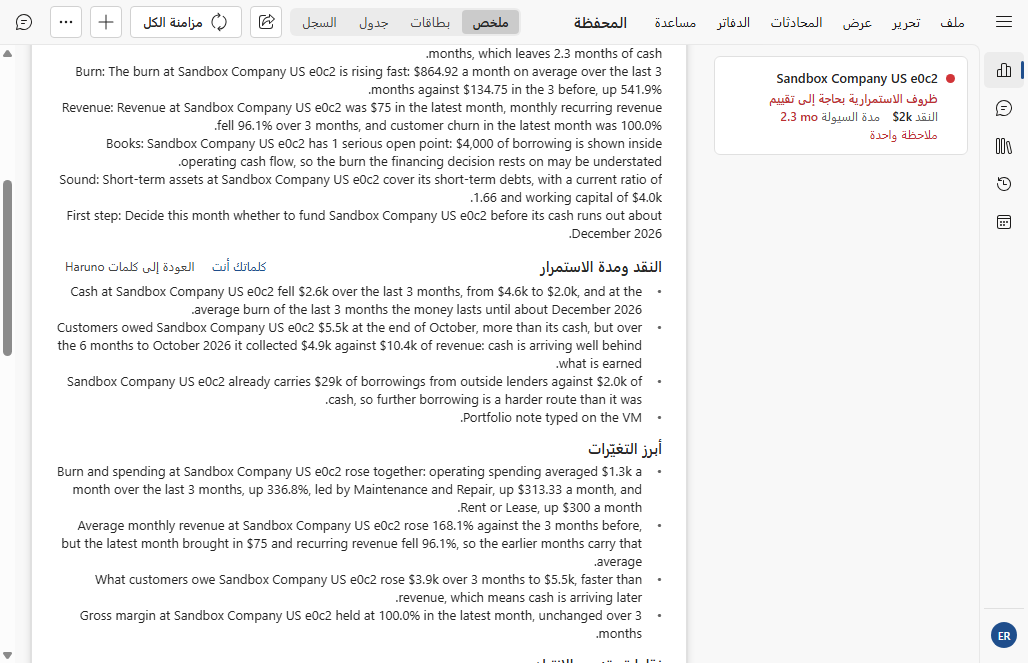 ملف
تحرير
عرض
المحادثات
الدفاتر
مساعدة
المحفظة
ملخص
بطاقات
جدول
السجل
مزامنة الكل
Sandbox Company US e0c2
ظروف الاستمرارية بحاجة إلى تقييم
النقد $2k مدة السيولة 2.3 mo
ملاحظة واحدة
ER
months, which leaves 2.3 months of cash.
Burn: The burn at Sandbox Company US e0c2 is rising fast: $864.92 a month on average over the last 3
months against $134.75 in the 3 before, up 541.9%.
Revenue: Revenue at Sandbox Company US e0c2 was $75 in the latest month, monthly recurring revenue
fell 96.1% over 3 months, and customer churn in the latest month was 100.0%.
Books: Sandbox Company US e0c2 has 1 serious open point: $4,000 of borrowing is shown inside
operating cash flow, so the burn the financing decision rests on may be understated.
Sound: Short-term assets at Sandbox Company US e0c2 cover its short-term debts, with a current ratio of
1.66 and working capital of $4.0k.
First step: Decide this month whether to fund Sandbox Company US e0c2 before its cash runs out about
December 2026.
النقد ومدة الاستمرار
كلماتك أنت
العودة إلى كلمات Haruno
• Cash at Sandbox Company US e0c2 fell $2.6k over the last 3 months, from $4.6k to $2.0k, and at the
average burn of the last 3 months the money lasts until about December 2026.
• Customers owed Sandbox Company US e0c2 $5.5k at the end of October, more than its cash, but over
the 6 months to October 2026 it collected $4.9k against $10.4k of revenue: cash is arriving well behind
what is earned.
• Sandbox Company US e0c2 already carries $29k of borrowings from outside lenders against $2.0k of
cash, so further borrowing is a harder route than it was.
• Portfolio note typed on the VM.
أبرز التغيّرات
• Burn and spending at Sandbox Company US e0c2 rose together: operating spending averaged $1.3k a
month over the last 3 months, up 336.8%, led by Maintenance and Repair, up $313.33 a month, and
Rent or Lease, up $300 a month.
• Average monthly revenue at Sandbox Company US e0c2 rose 168.1% against the 3 months before,
but the latest month brought in $75 and recurring revenue fell 96.1%, so the earlier months carry that
average.
• What customers owe Sandbox Company US e0c2 rose $3.9k over 3 months to $5.5k, faster than
revenue, which means cash is arriving later.
• Gross margin at Sandbox Company US e0c2 held at 100.0% in the latest month, unchanged over 3
months.